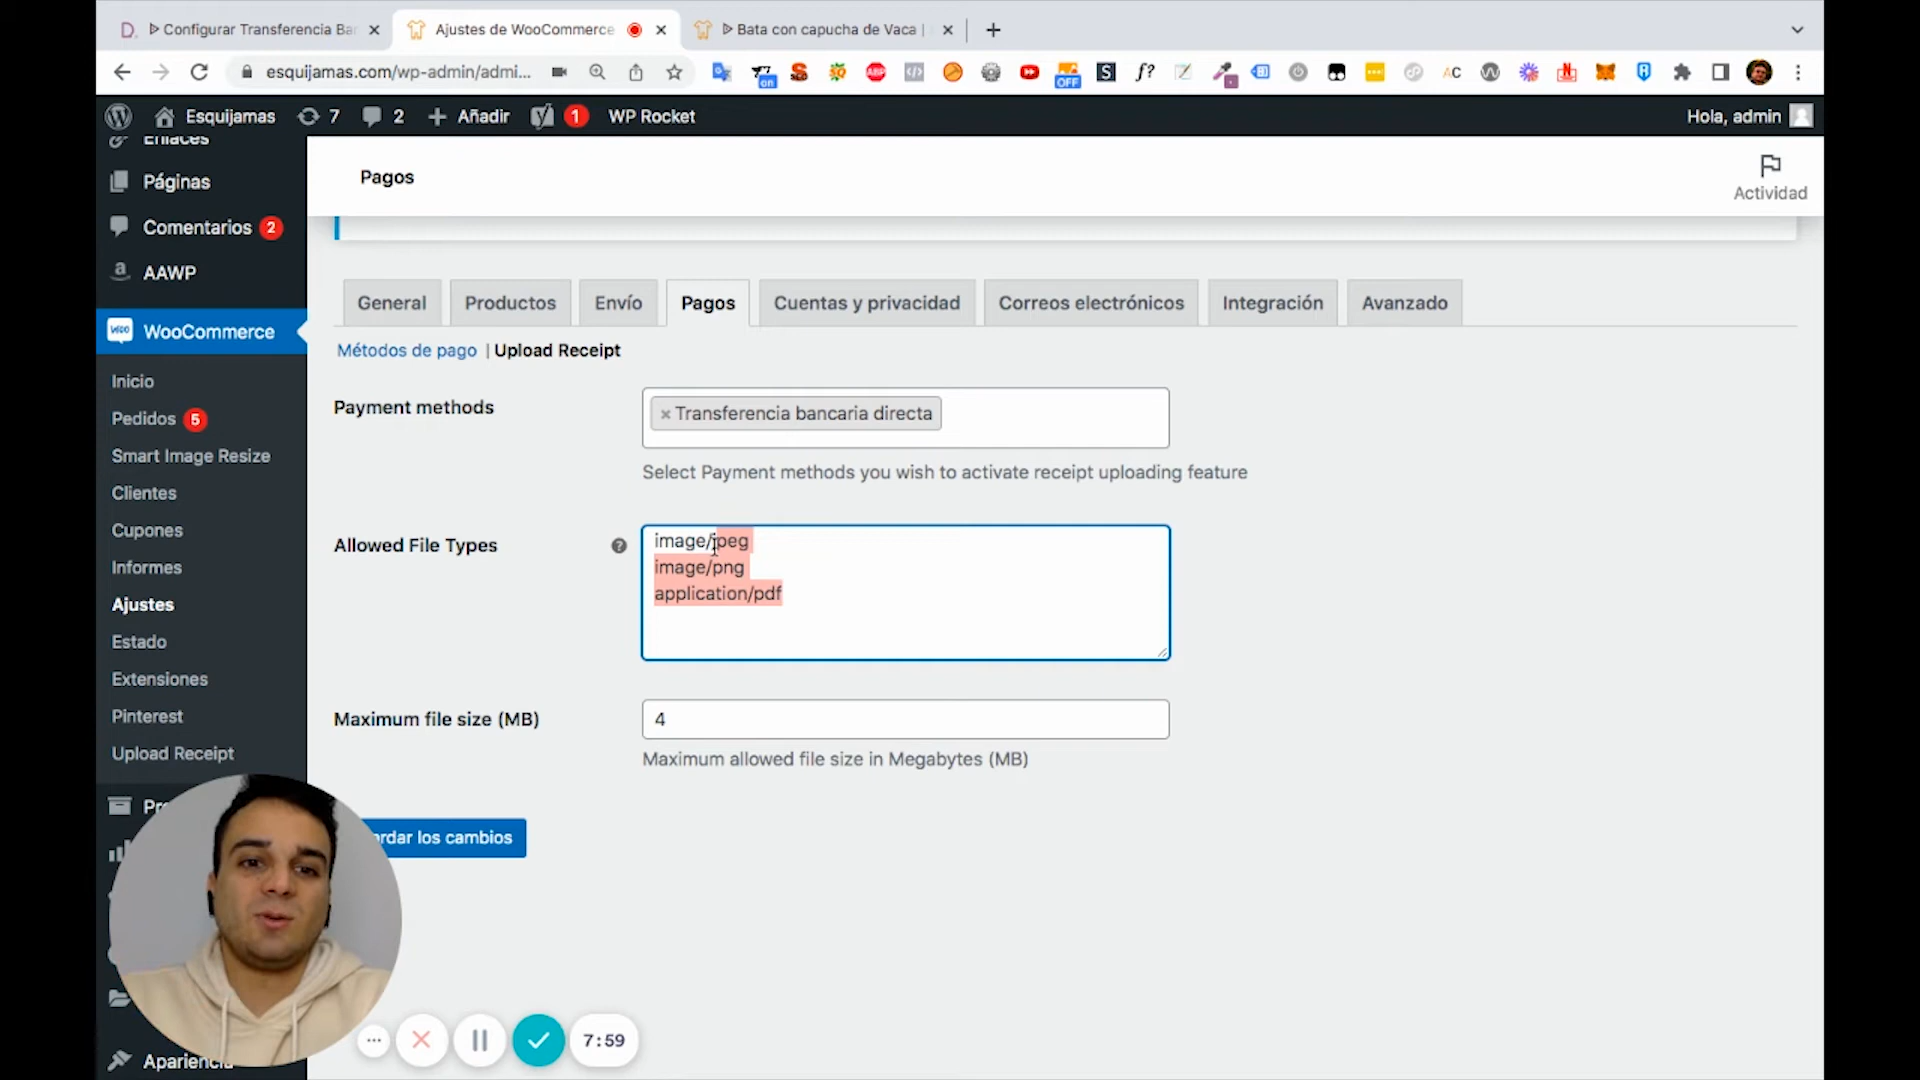 Configurar Transferencia Ba
Ajustes de WooCommerce
Bata con capucha de Vaca |
esquijamas.com/wp-admin/admi...
on
ABP
OFF
S
f?
AC
Esquijamas
7
2
Añadir
1
WP Rocket
Hola, admin
Enlaces
Páginas
Comentarios 2
AAWP
WooCommerce
Inicio
Pedidos 5
Smart Image Resize
Clientes
Cupones
Informes
Ajustes
Estado
Extensiones
Pinterest
Upload Receipt
Pr
Apariencia
Pagos
Actividad
General
Productos
Envío
Pagos
Cuentas y privacidad
Correos electrónicos
Integración
Avanzado
Métodos de pago | Upload Receipt
Payment methods
× Transferencia bancaria directa
Select Payment methods you wish to activate receipt uploading feature
Allowed File Types
image/jpeg
image/png
application/pdf
Maximum file size (MB)
4
Maximum allowed file size in Megabytes (MB)
rdar los cambios
7:59